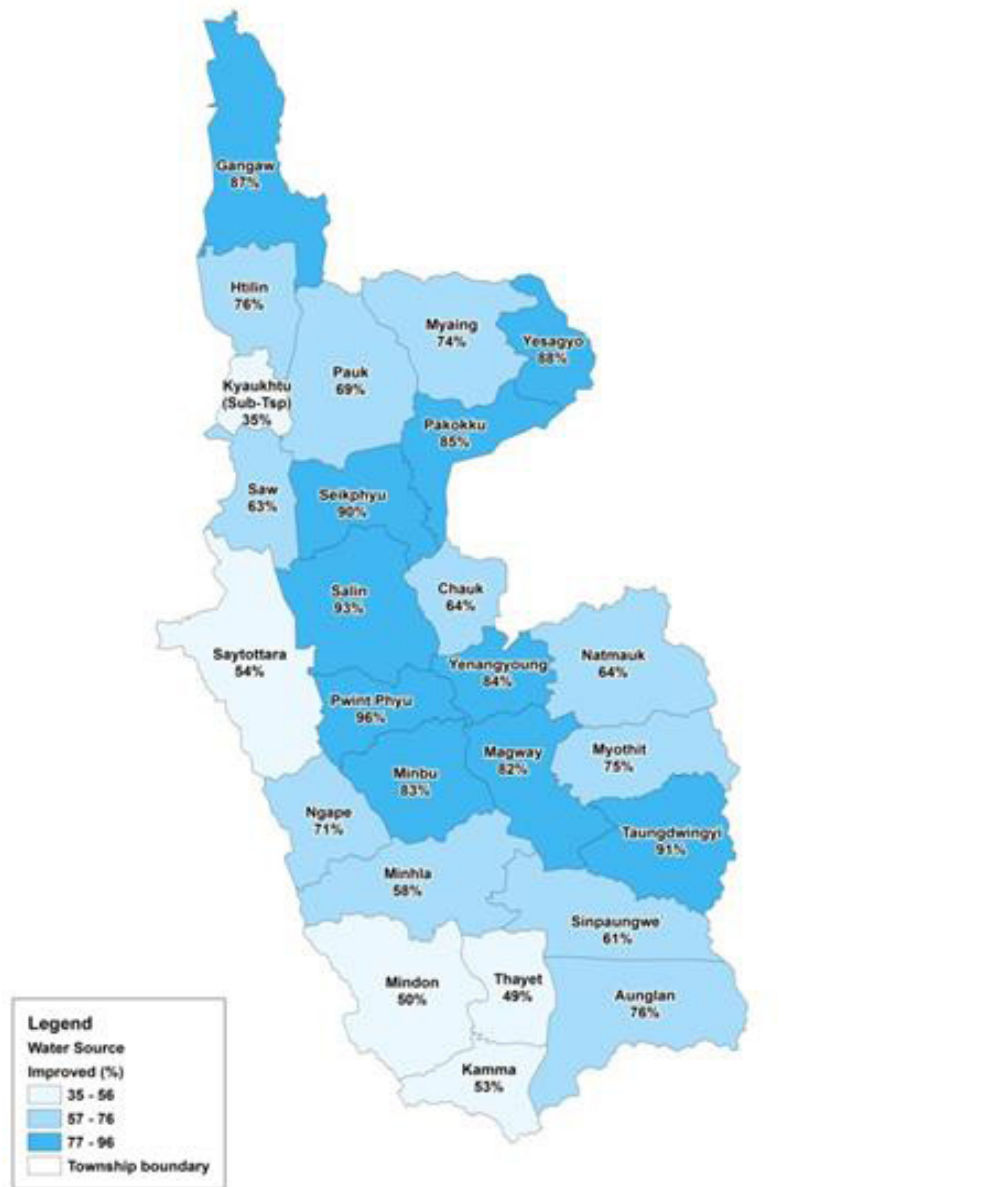 Gangaw
87%
Htilin
76%
Myaing
74%
Yesagyo
88%
Pauk
69%
Kyaukhtu
(Sub-Tsp)
35%
Pakokku
85%
Saw
63%
Seikphyu
90%
Salin
93%
Chauk
64%
Saytottara
54%
Yenangyoung
84%
Natmauk
64%
Pwint Phyu
96%
Magway
82%
Myothit
75%
Minbu
83%
Ngape
71%
Taungdwingyi
91%
Minhla
58%
Sinpaungwe
61%
Mindon
50%
Thayet
49%
Aunglan
76%
Kamma
53%
Legend
Water Source
Improved (%)
35 - 56
57 - 76
77 - 96
Township boundary